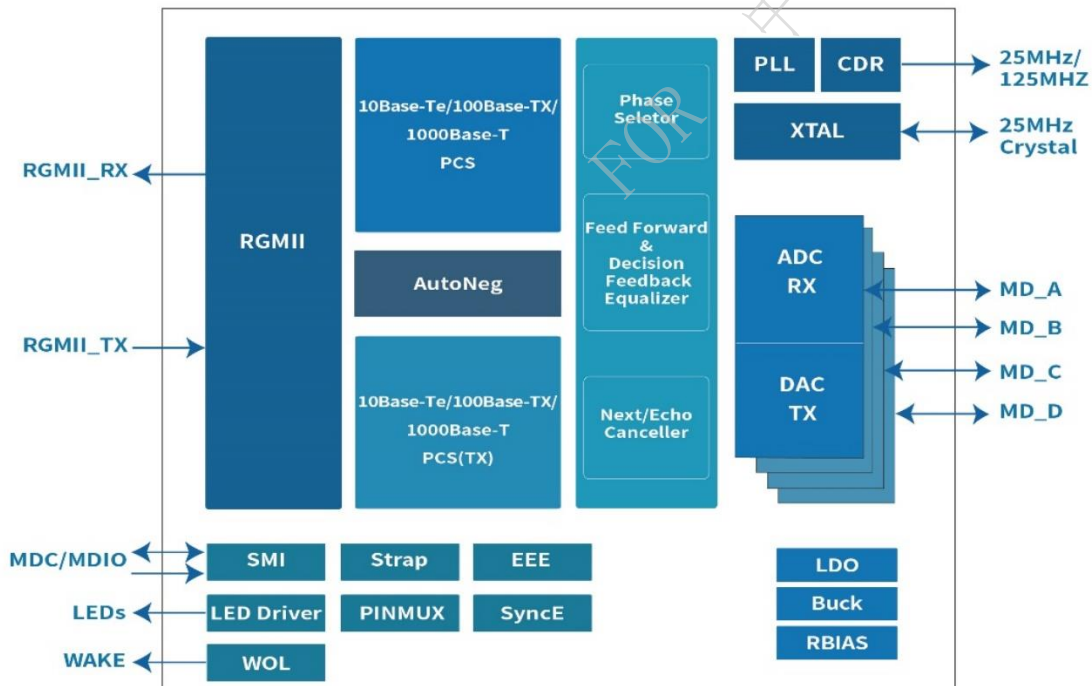 RGMII_RX
RGMII_TX
MDC/MDIO
LEDs
WAKE
RGMII
10Base-Te/100Base-TX/
1000Base-T
PCS
AutoNeg
10Base-Te/100Base-TX/
1000Base-T
PCS(TX)
Phase
Seletor
Feed Forward
&
Decision
Feedback
Equalizer
Next/Echo
Canceller
PLL
CDR
XTAL
25MHz/
125MHZ
25MHz
Crystal
ADC
RX
DAC
TX
MD_A
MD_B
MD_C
MD_D
SMI
Strap
EEE
LED Driver
PINMUX
SyncE
WOL
LDO
Buck
RBIAS
FOR